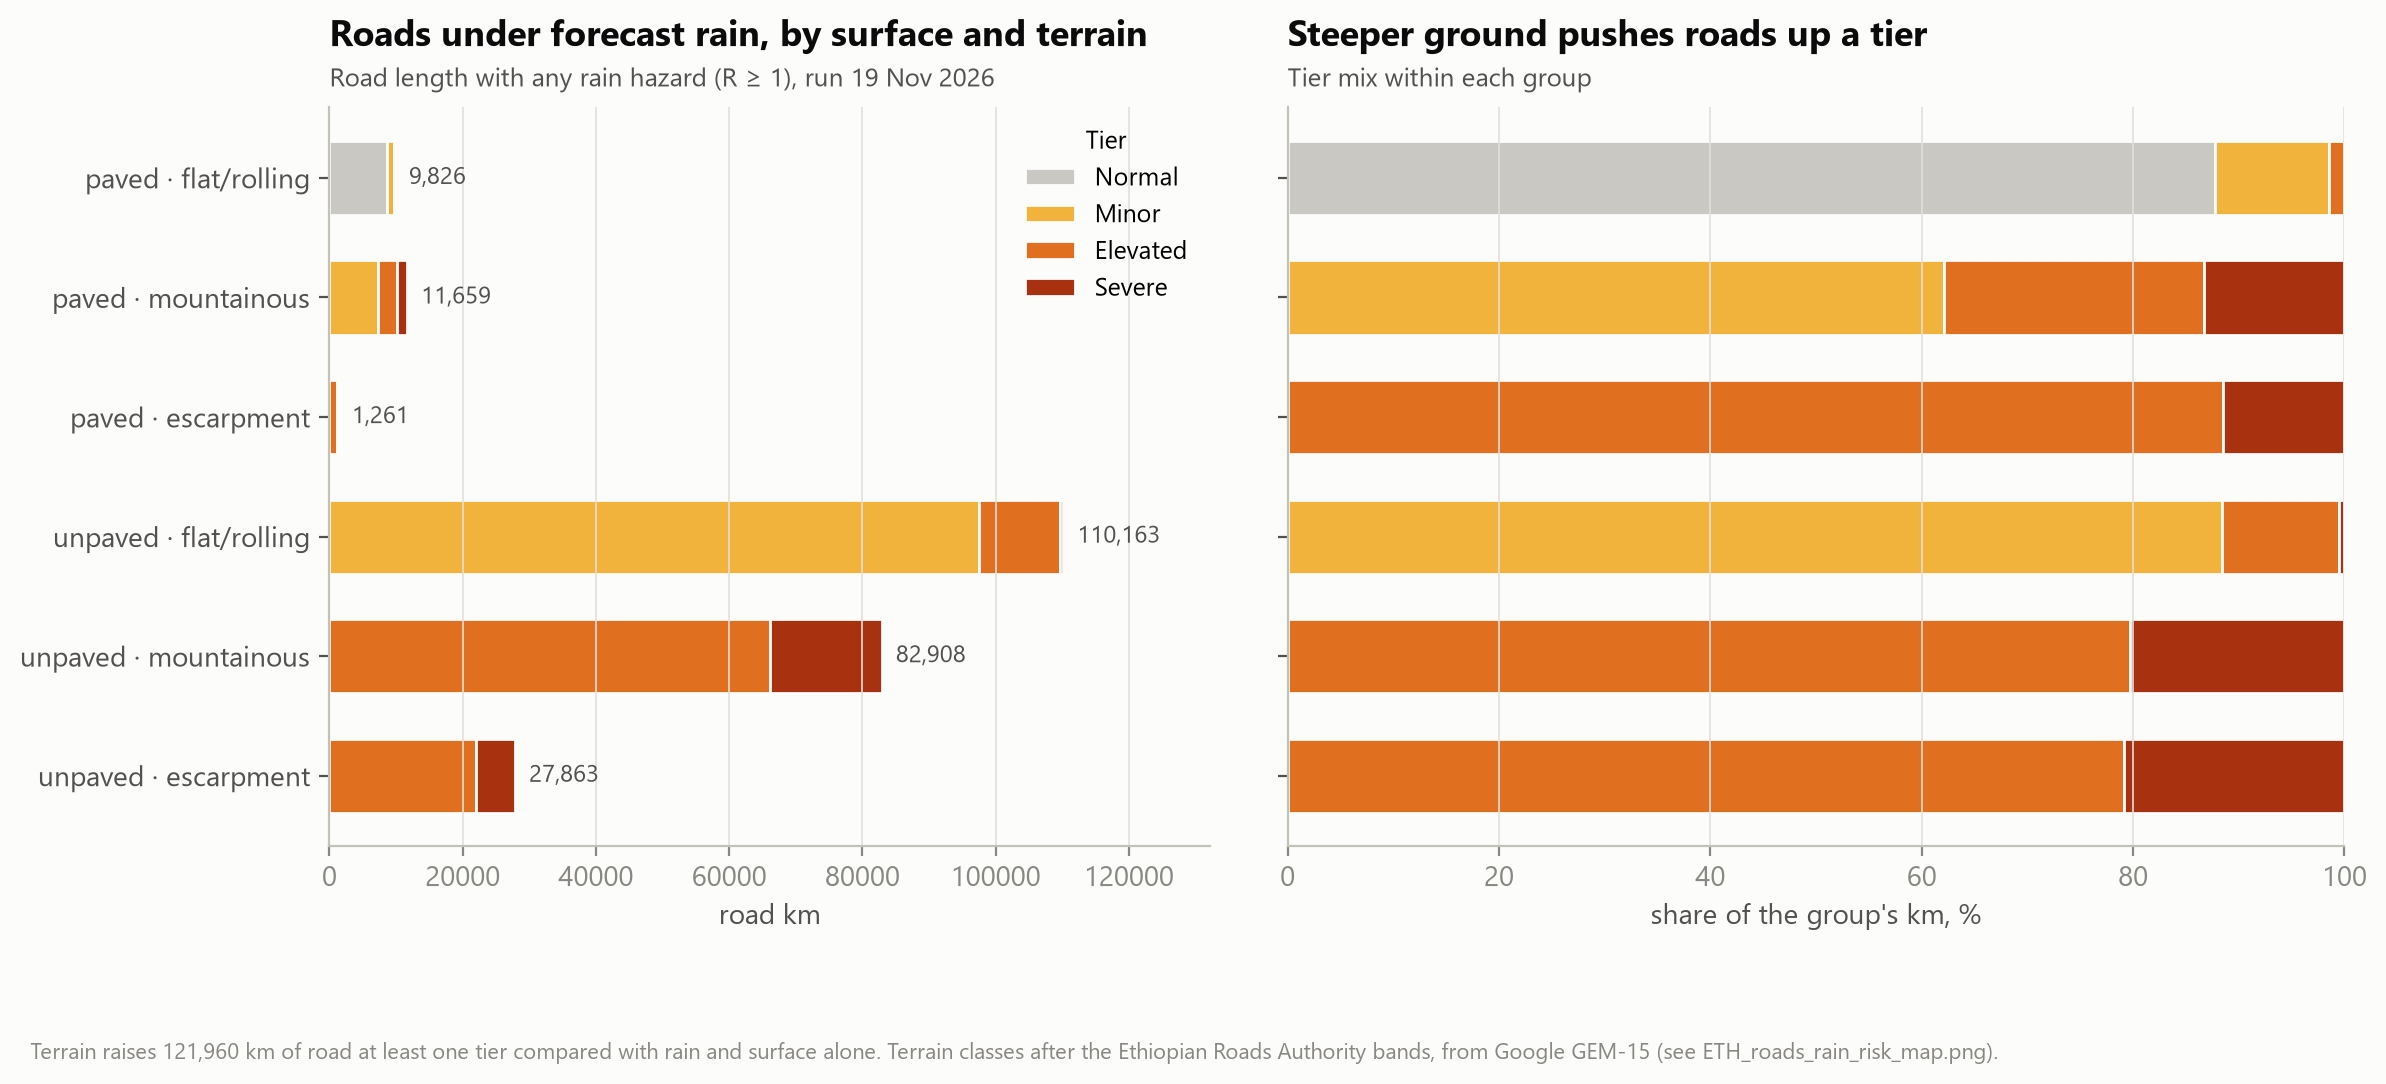 Roads under forecast rain, by surface and terrain
Road length with any rain hazard (R ≥ 1), run 19 Nov 2026
Tier
Normal
Minor
Elevated
Severe
paved · flat/rolling
9,826
paved · mountainous
11,659
paved · escarpment
1,261
unpaved · flat/rolling
110,163
unpaved · mountainous
82,908
unpaved · escarpment
27,863
0 20000 40000 60000 80000 100000 120000
road km
Steeper ground pushes roads up a tier
Tier mix within each group
0 20 40 60 80 100
share of the group's km, %
Terrain raises 121,960 km of road at least one tier compared with rain and surface alone. Terrain classes after the Ethiopian Roads Authority bands, from Google GEM-15 (see ETH_roads_rain_risk_map.png).